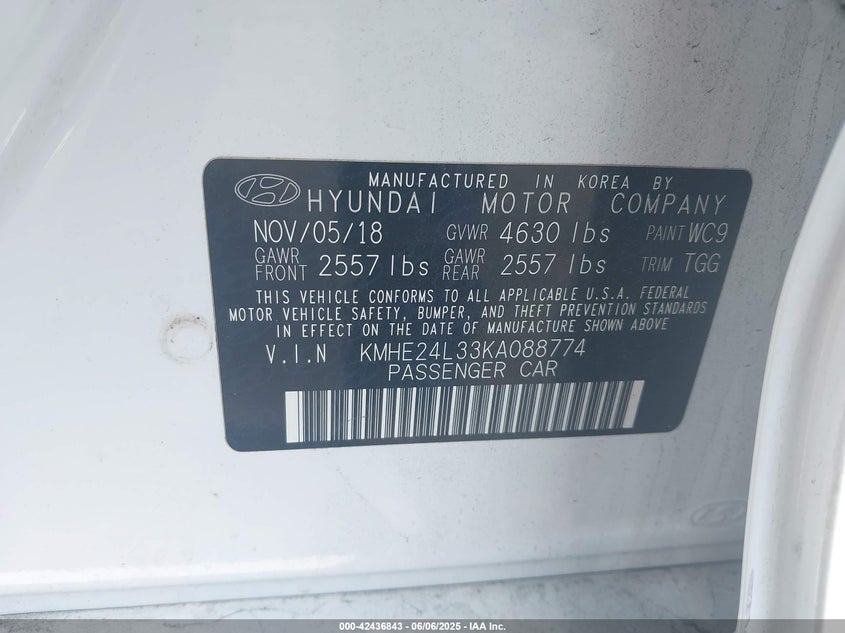 MANUFACTURED IN KOREA BY
HYUNDAI MOTOR COMPANY
NOV/05/18 GVWR 4630 lbs PAINT WC9
GAWR FRONT 2557 lbs GAWR REAR 2557 lbs TRIM TGG
THIS VEHICLE CONFORMS TO ALL APPLICABLE U.S.A. FEDERAL
MOTOR VEHICLE SAFETY, BUMPER, AND THEFT PREVENTION STANDARDS
IN EFFECT ON THE DATE OF MANUFACTURE SHOWN ABOVE
V.I.N KMHE24L33KA088774
PASSENGER CAR
000-42436843 - 06/06/2025 - IAA Inc.